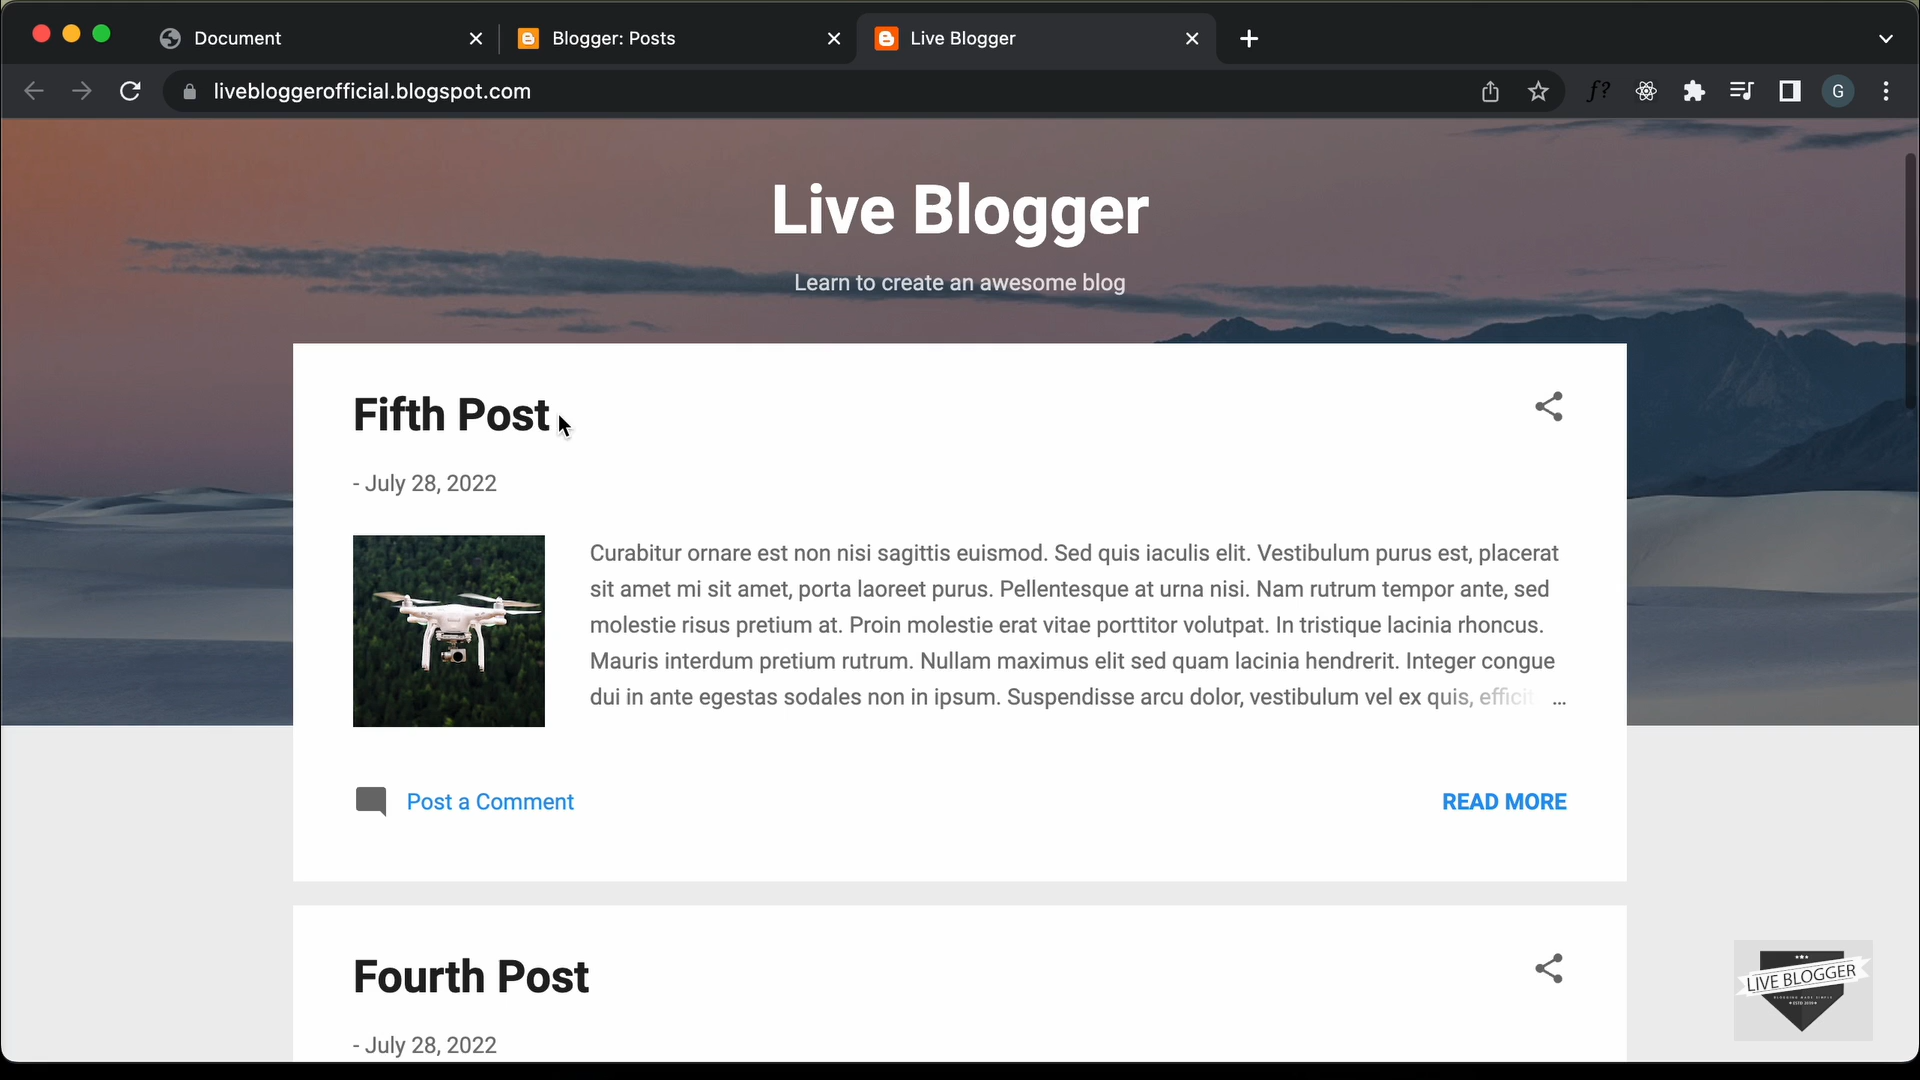 Document
Blogger: Posts
Live Blogger
livebloggerofficial.blogspot.com
f?
G
Live Blogger
Learn to create an awesome blog
Fifth Post
- July 28, 2022
Curabitur ornare est non nisi sagittis euismod. Sed quis iaculis elit. Vestibulum purus est, placerat
sit amet mi sit amet, porta laoreet purus. Pellentesque at urna nisi. Nam rutrum tempor ante, sed
molestie risus pretium at. Proin molestie erat vitae porttitor volutpat. In tristique lacinia rhoncus.
Mauris interdum pretium rutrum. Nullam maximus elit sed quam lacinia hendrerit. Integer congue
dui in ante egestas sodales non in ipsum. Suspendisse arcu dolor, vestibulum vel ex quis, efficit ...
Post a Comment
READ MORE
Fourth Post
- July 28, 2022
LIVE BLOGGER